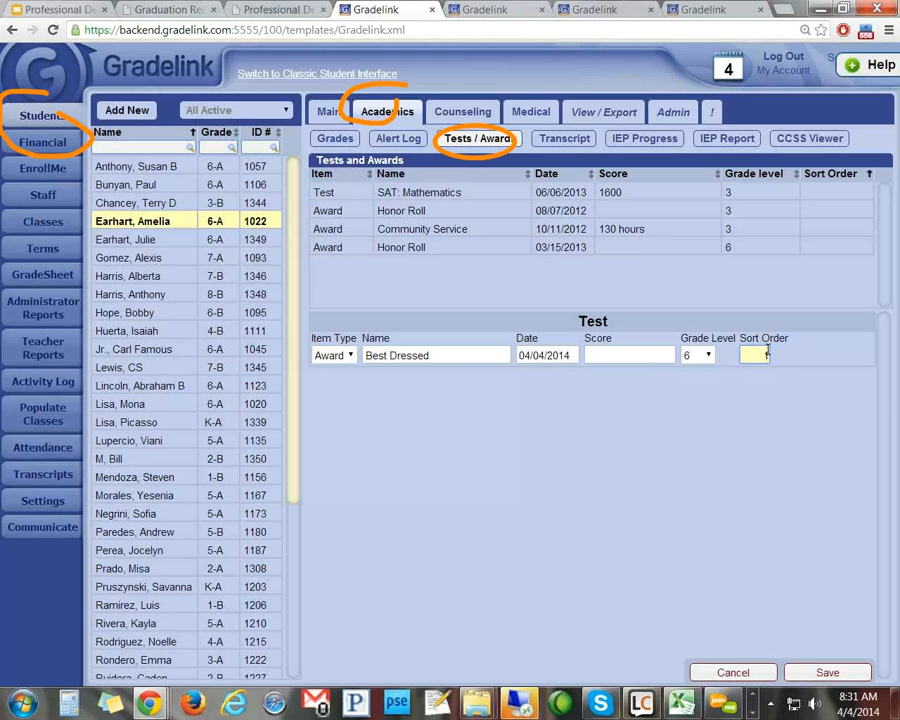 Professional De
Graduation Re
Professional De
Gradelink
Gradelink
Gradelink
Gradelink
https://backend.gradelink.com:5555/100/templates/Gradelink.xml
G Gradelink
Switch to Classic Student Interface
4
Log Out
My Account
S
Help
Students
Financial
EnrollMe
Staff
Classes
Terms
GradeSheet
Administrator
Reports
Teacher
Reports
Activity Log
Populate
Classes
Attendance
Transcripts
Settings
Communicate
Add New All Active
Name Grade ID #
Anthony, Susan B 6-A 1057
Bunyan, Paul 6-A 1106
Chancey, Terry D 3-B 1344
Earhart, Amelia 6-A 1022
Earhart, Julie 6-A 1349
Gomez, Alexis 7-A 1093
Harris, Alberta 7-B 1346
Harris, Anthony 8-B 1348
Hope, Bobby 6-B 1095
Huerta, Isaiah 4-B 1111
Jr., Carl Famous 6-A 1045
Lewis, CS 7-B 1345
Lincoln, Abraham B 6-A 1123
Lisa, Mona 6-A 1020
Lisa, Picasso K-A 1339
Lupercio, Viani 5-A 1135
M, Bill 2-B 1350
Mendoza, Steven 1-B 1156
Morales, Yesenia 5-A 1167
Negrini, Sofia 5-A 1173
Paredes, Andrew 5-B 1180
Perea, Jocelyn 5-A 1187
Prado, Misa 2-A 1308
Pruszynski, Savanna K-A 1203
Ramirez, Luis 1-B 1206
Rivera, Kayla 5-A 1210
Rodriguez, Noelle 4-A 1215
Rondero, Emma 3-A 1222
Main Academics Counseling Medical View / Export Admin !
Grades Alert Log Tests / Award Transcript IEP Progress IEP Report CCSS Viewer
Tests and Awards
Item Name Date Score Grade level Sort Order
Test SAT: Mathematics 06/06/2013 1600 3
Award Honor Roll 08/07/2012 3
Award Community Service 10/11/2012 130 hours 3
Award Honor Roll 03/15/2013 6
Test
Item Type Name Date Score Grade Level Sort Order
Award Best Dressed 04/04/2014 6
Cancel Save
8:31 AM
4/4/2014